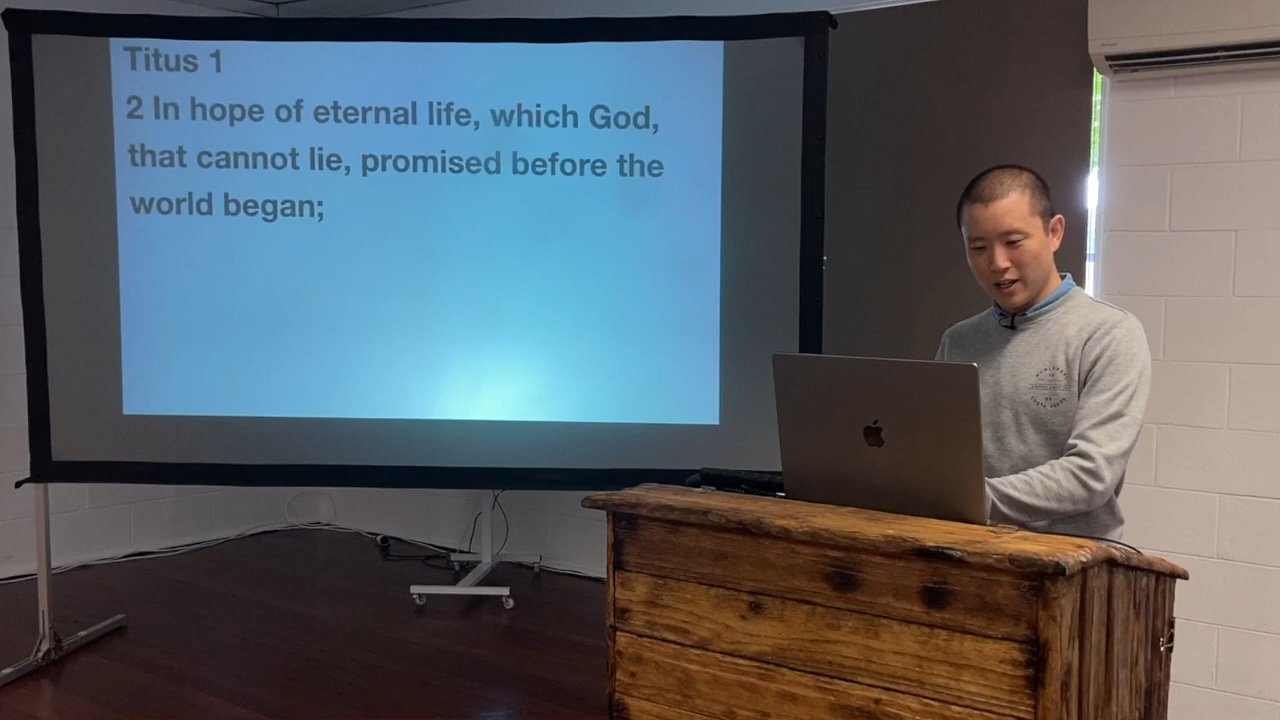 Titus 1
2 In hope of eternal life, which God,
that cannot lie, promised before the
world began;